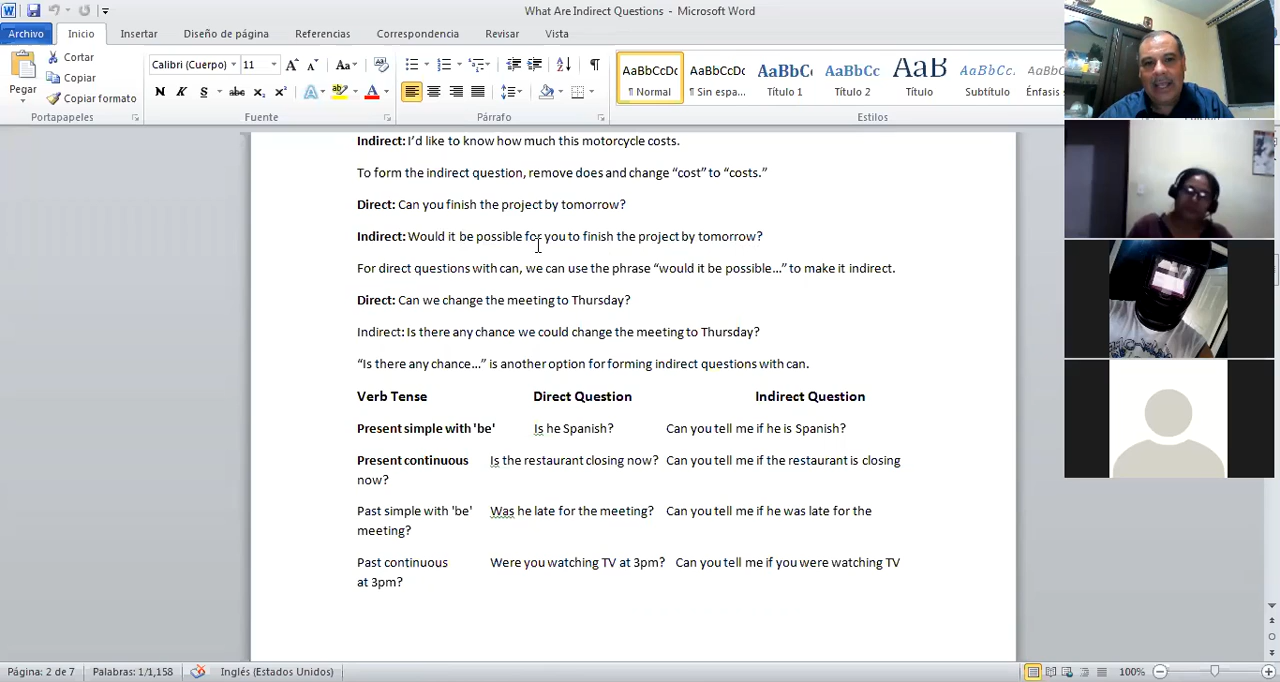 What Are Indirect Questions - Microsoft Word
Archivo Inicio Insertar Diseño de página Referencias Correspondencia Revisar Vista
Pegar
Cortar
Copiar
Copiar formato
Portapapeles
Calibri (Cuerpo) 11
Fuente
Párrafo
AaBbCcDc AaBbCcDc AaBbC AaBbCc AaB AaBbCc. AaBbCc
¶ Normal ¶ Sin espa... Título 1 Título 2 Título Subtítulo Énfasis
Estilos
Indirect: I’d like to know how much this motorcycle costs.
To form the indirect question, remove does and change “cost” to “costs.”
Direct: Can you finish the project by tomorrow?
Indirect: Would it be possible for you to finish the project by tomorrow?
For direct questions with can, we can use the phrase “would it be possible…” to make it indirect.
Direct: Can we change the meeting to Thursday?
Indirect: Is there any chance we could change the meeting to Thursday?
“Is there any chance…” is another option for forming indirect questions with can.
Verb Tense Direct Question Indirect Question
Present simple with 'be' Is he Spanish? Can you tell me if he is Spanish?
Present continuous Is the restaurant closing now? Can you tell me if the restaurant is closing
now?
Past simple with 'be' Was he late for the meeting? Can you tell me if he was late for the
meeting?
Past continuous Were you watching TV at 3pm? Can you tell me if you were watching TV
at 3pm?
Página: 2 de 7 Palabras: 1/1,158 Inglés (Estados Unidos) 100%